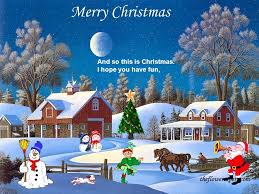 Merry Christmas
And so this is Christmas.
I hope you have fun,